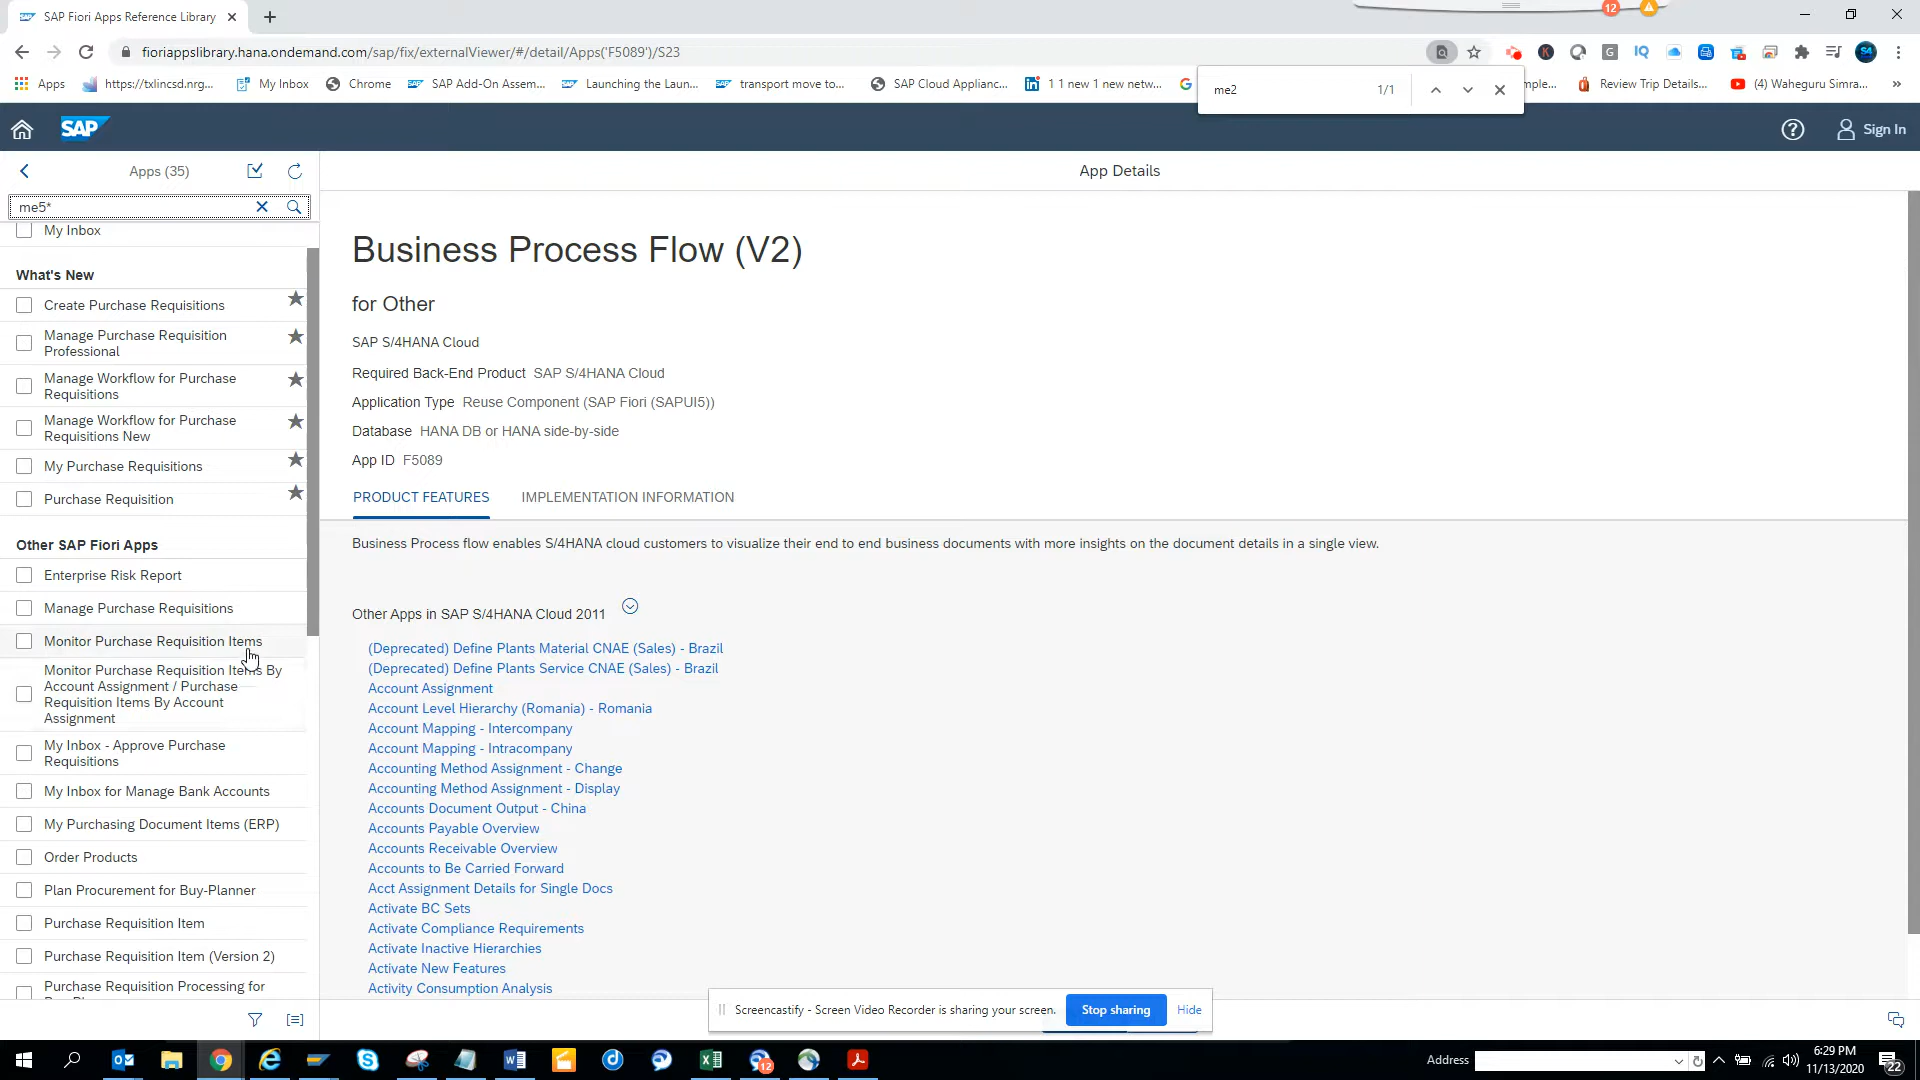 SAP Fiori Apps Reference Library
12
fioriappslibrary.hana.ondemand.com/sap/fix/externalViewer/#/detail/Apps('F5089')/S23
Apps
https://txlincsd.nrg...
My Inbox
Chrome
SAP Add-On Assem...
Launching the Laun...
transport move to...
SAP Cloud Applianc...
1 1 new 1 new netw...
me2
1/1
mple...
Review Trip Details...
(4) Waheguru Simra...
SAP
Sign In
Apps (35)
me5*
My Inbox
What's New
Create Purchase Requisitions
Manage Purchase Requisition
Professional
Manage Workflow for Purchase
Requisitions
Manage Workflow for Purchase
Requisitions New
My Purchase Requisitions
Purchase Requisition
Other SAP Fiori Apps
Enterprise Risk Report
Manage Purchase Requisitions
Monitor Purchase Requisition Items
Monitor Purchase Requisition Items By
Account Assignment / Purchase
Requisition Items By Account
Assignment
My Inbox - Approve Purchase
Requisitions
My Inbox for Manage Bank Accounts
My Purchasing Document Items (ERP)
Order Products
Plan Procurement for Buy-Planner
Purchase Requisition Item
Purchase Requisition Item (Version 2)
Purchase Requisition Processing for
App Details
Business Process Flow (V2)
for Other
SAP S/4HANA Cloud
Required Back-End Product SAP S/4HANA Cloud
Application Type Reuse Component (SAP Fiori (SAPUI5))
Database HANA DB or HANA side-by-side
App ID F5089
PRODUCT FEATURES IMPLEMENTATION INFORMATION
Business Process flow enables S/4HANA cloud customers to visualize their end to end business documents with more insights on the document details in a single view.
Other Apps in SAP S/4HANA Cloud 2011
(Deprecated) Define Plants Material CNAE (Sales) - Brazil
(Deprecated) Define Plants Service CNAE (Sales) - Brazil
Account Assignment
Account Level Hierarchy (Romania) - Romania
Account Mapping - Intercompany
Account Mapping - Intracompany
Accounting Method Assignment - Change
Accounting Method Assignment - Display
Accounts Document Output - China
Accounts Payable Overview
Accounts Receivable Overview
Accounts to Be Carried Forward
Acct Assignment Details for Single Docs
Activate BC Sets
Activate Compliance Requirements
Activate Inactive Hierarchies
Activate New Features
Activity Consumption Analysis
Screencastify - Screen Video Recorder is sharing your screen. Stop sharing Hide
Address
6:29 PM
11/13/2020
12
22